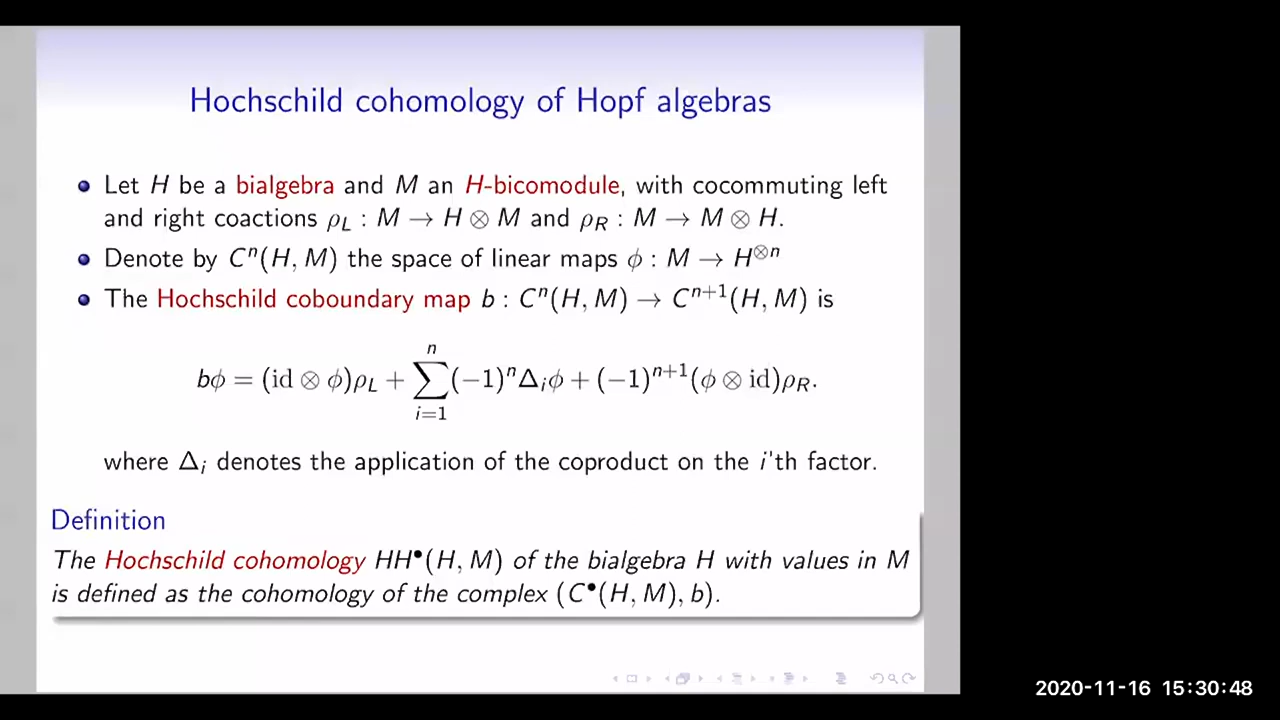 Hochschild cohomology of Hopf algebras
Let H be a bialgebra and M an H-bicomodule, with cocommuting left
and right coactions ρ_L : M → H ⊗ M and ρ_R : M → M ⊗ H.
Denote by C^n(H, M) the space of linear maps ϕ : M → H^{⊗n}
The Hochschild coboundary map b : C^n(H, M) → C^{n+1}(H, M) is
bϕ = (id ⊗ ϕ)ρ_L + ∑_{i=1}^{n} (−1)^n Δ_i ϕ + (−1)^{n+1}(ϕ ⊗ id)ρ_R.
where Δ_i denotes the application of the coproduct on the i'th factor.
Definition
The Hochschild cohomology HH^•(H, M) of the bialgebra H with values in M
is defined as the cohomology of the complex (C^•(H, M), b).
2020-11-16 15:30:48